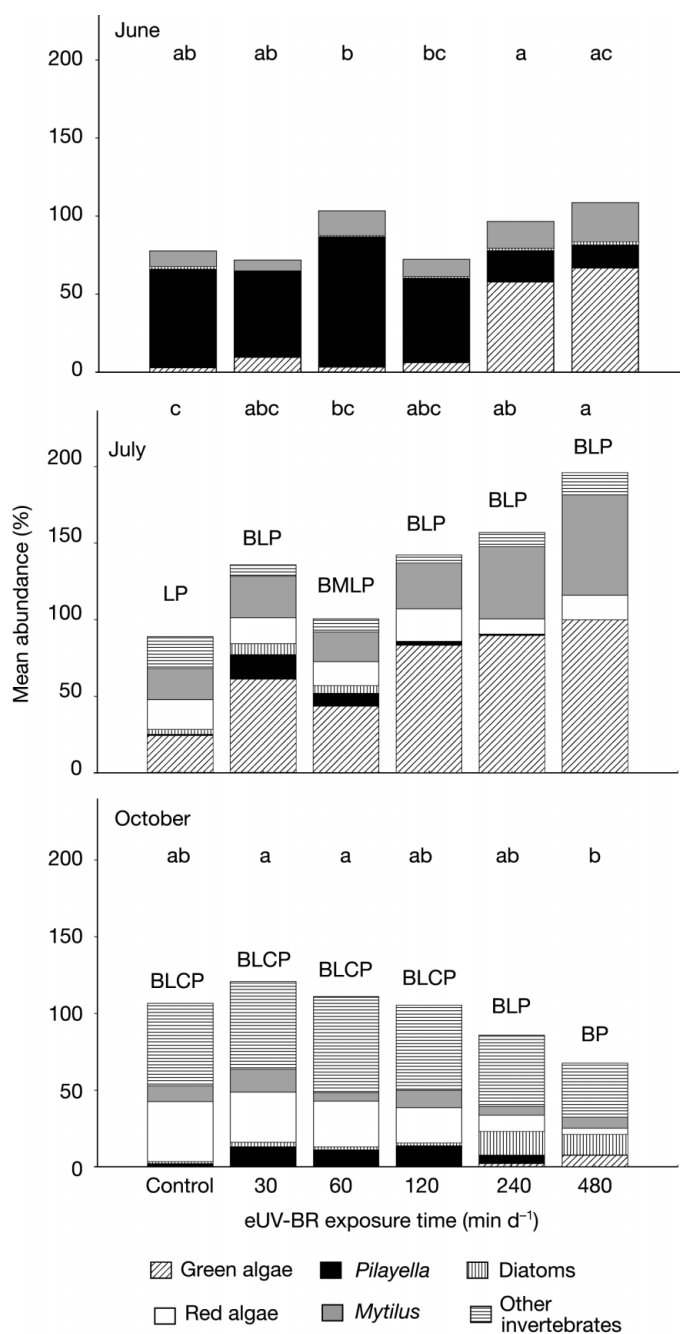 June
ab ab b bc a ac
200
150
100
50
0
c abc bc abc ab a
July
BLP
200
BLP
BLP
BLP
150
BMLP
LP
100
50
0
Mean abundance (%)
October
200
ab a a ab ab b
150
BLCP BLCP BLCP BLCP
BLP
BP
100
50
0
Control 30 60 120 240 480
eUV-BR exposure time (min d⁻¹)
Green algae Pilayella Diatoms
Red algae Mytilus Other
invertebrates